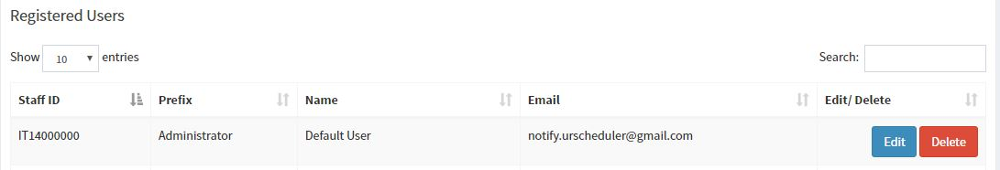 Registered Users
Show 10 entries Search:
Staff ID Prefix Name Email Edit/ Delete
IT14000000 Administrator Default User notify.urscheduler@gmail.com Edit Delete